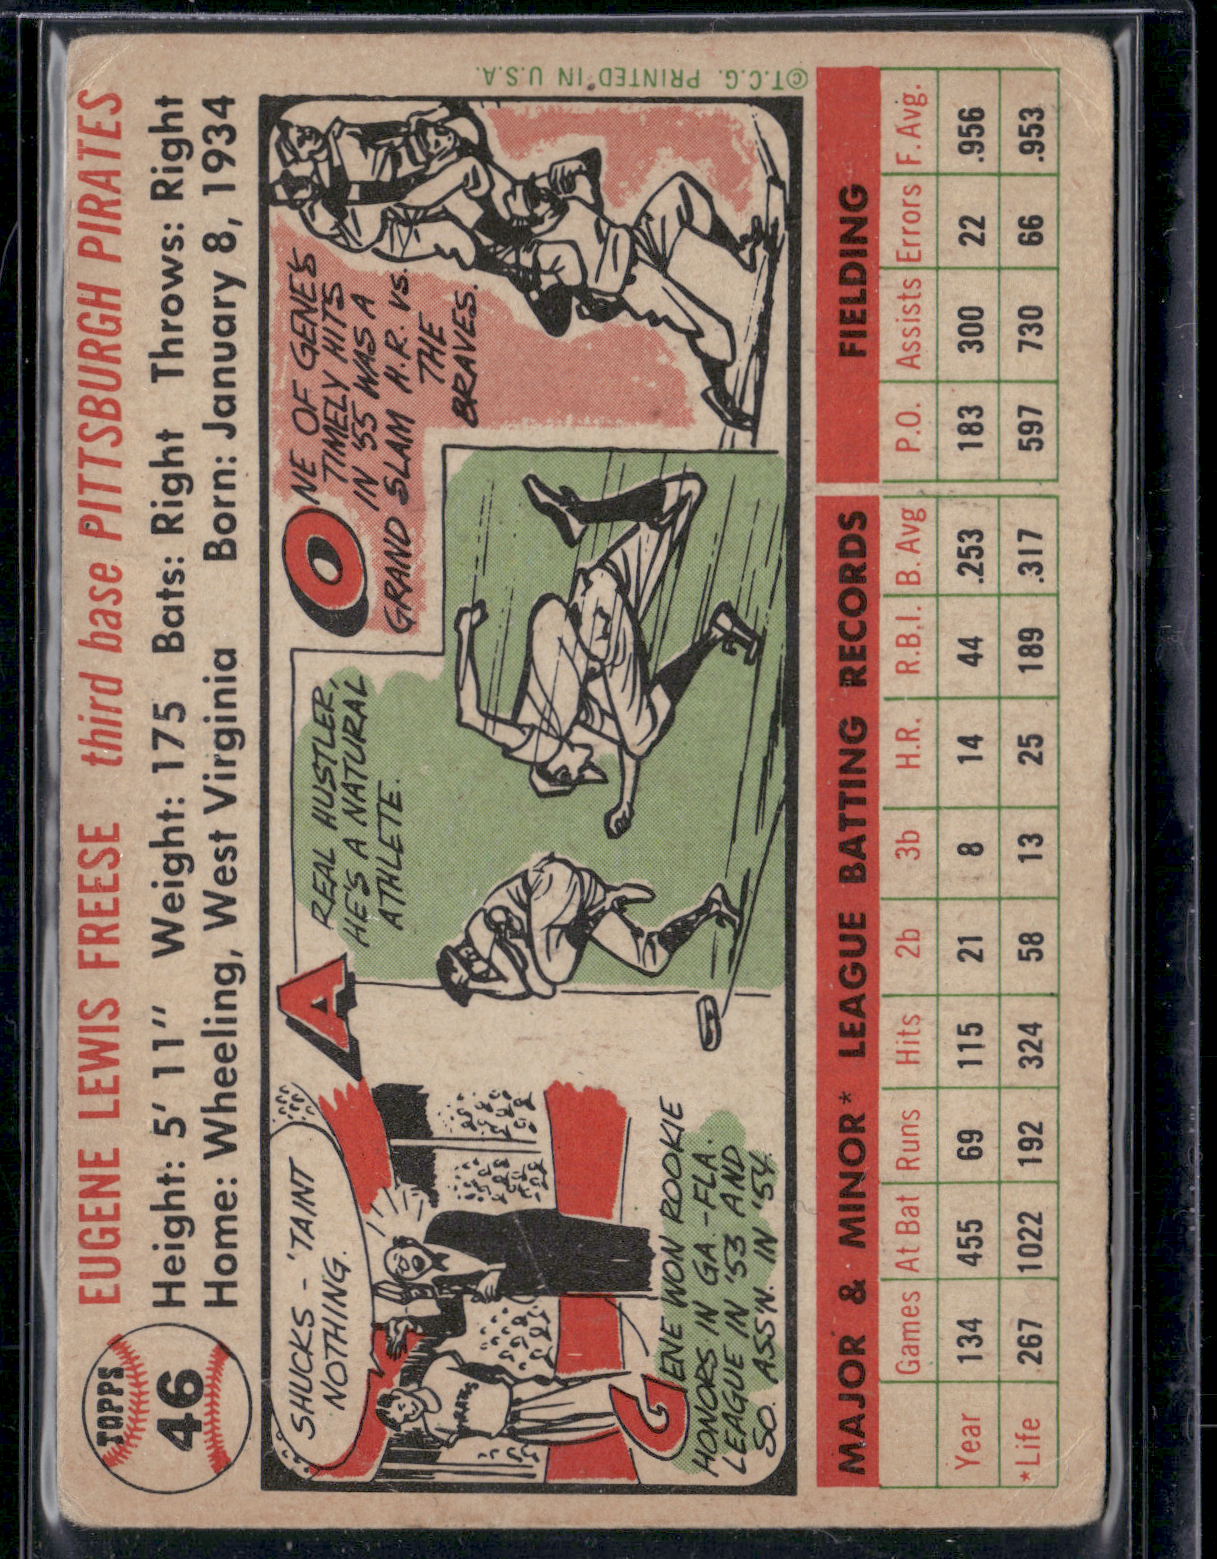 TOPPS
46
EUGENE LEWIS FREESE third base PITTSBURGH PIRATES
Height: 5' 11" Weight: 175 Bats: Right Throws: Right
Home: Wheeling, West Virginia Born: January 8, 1934
SHUCKS - 'TAINT
NOTHING.
PIRATES
GENE WON ROOKIE
HONORS IN GA.-FLA.
LEAGUE IN '53 AND
SO. ASS'N. IN '54.
A REAL HUSTLER,
HE'S A NATURAL
ATHLETE.
ONE OF GENE'S
TIMELY HITS
IN '55 WAS A
GRAND SLAM H.R. vs.
THE
BRAVES.
©T.C.G. PRINTED IN U.S.A.
MAJOR & MINOR* LEAGUE BATTING RECORDS FIELDING
Games At Bat Runs Hits 2b 3b H.R. R.B.I. B. Avg P.O. Assists Errors F. Avg.
Year 134 455 69 115 21 8 14 44 .253 183 300 22 .956
*Life 267 1022 192 324 58 13 25 189 .317 597 730 66 .953